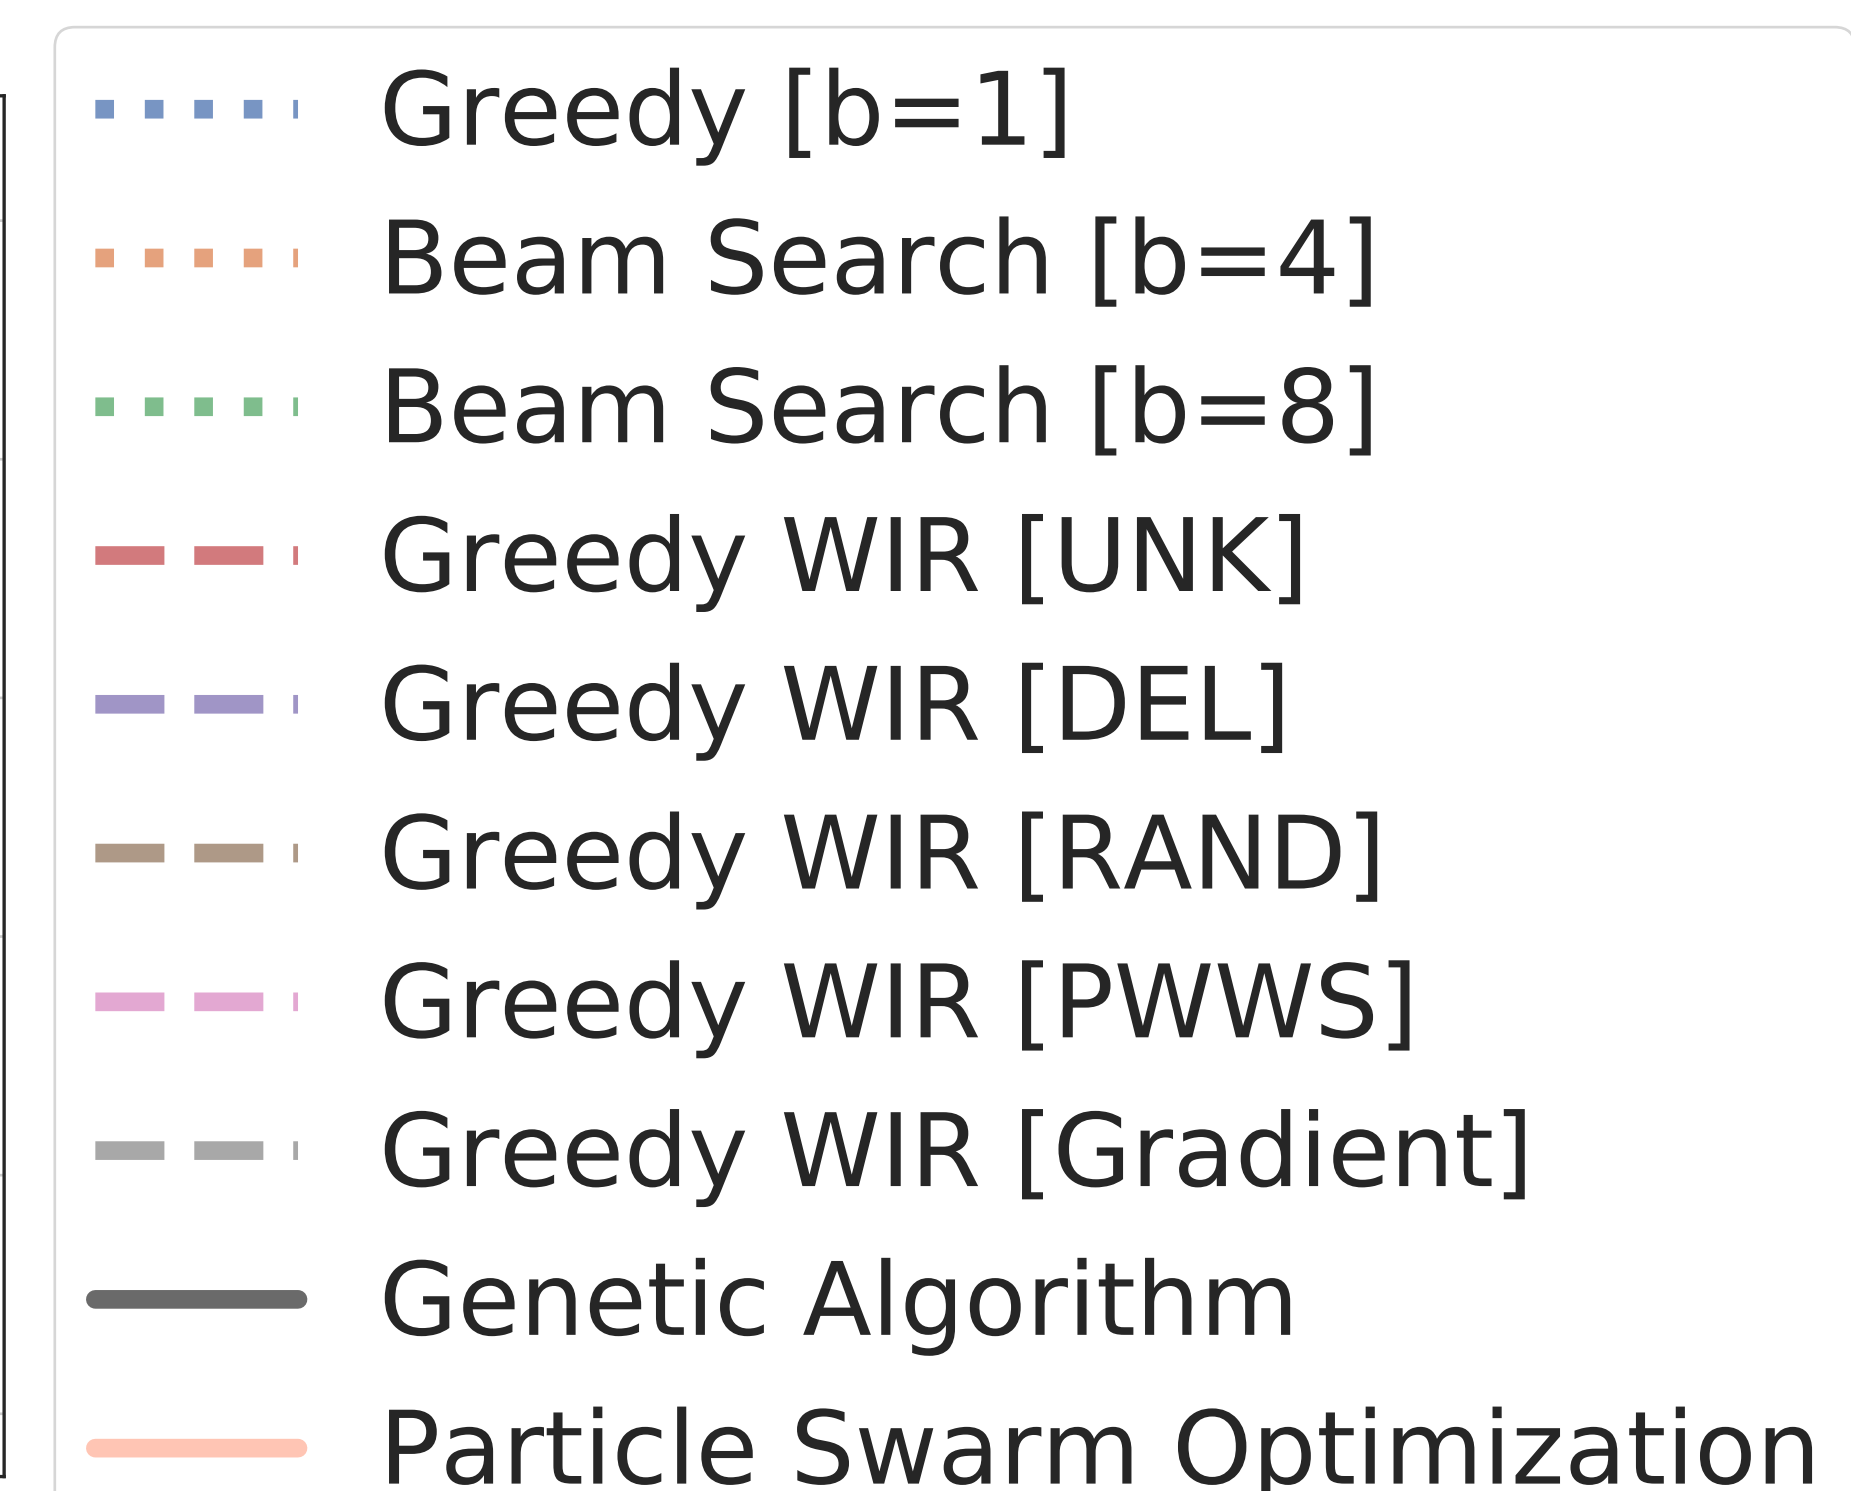 Greedy [b=1]
Beam Search [b=4]
Beam Search [b=8]
Greedy WIR [UNK]
Greedy WIR [DEL]
Greedy WIR [RAND]
Greedy WIR [PWWS]
Greedy WIR [Gradient]
Genetic Algorithm
Particle Swarm Optimization